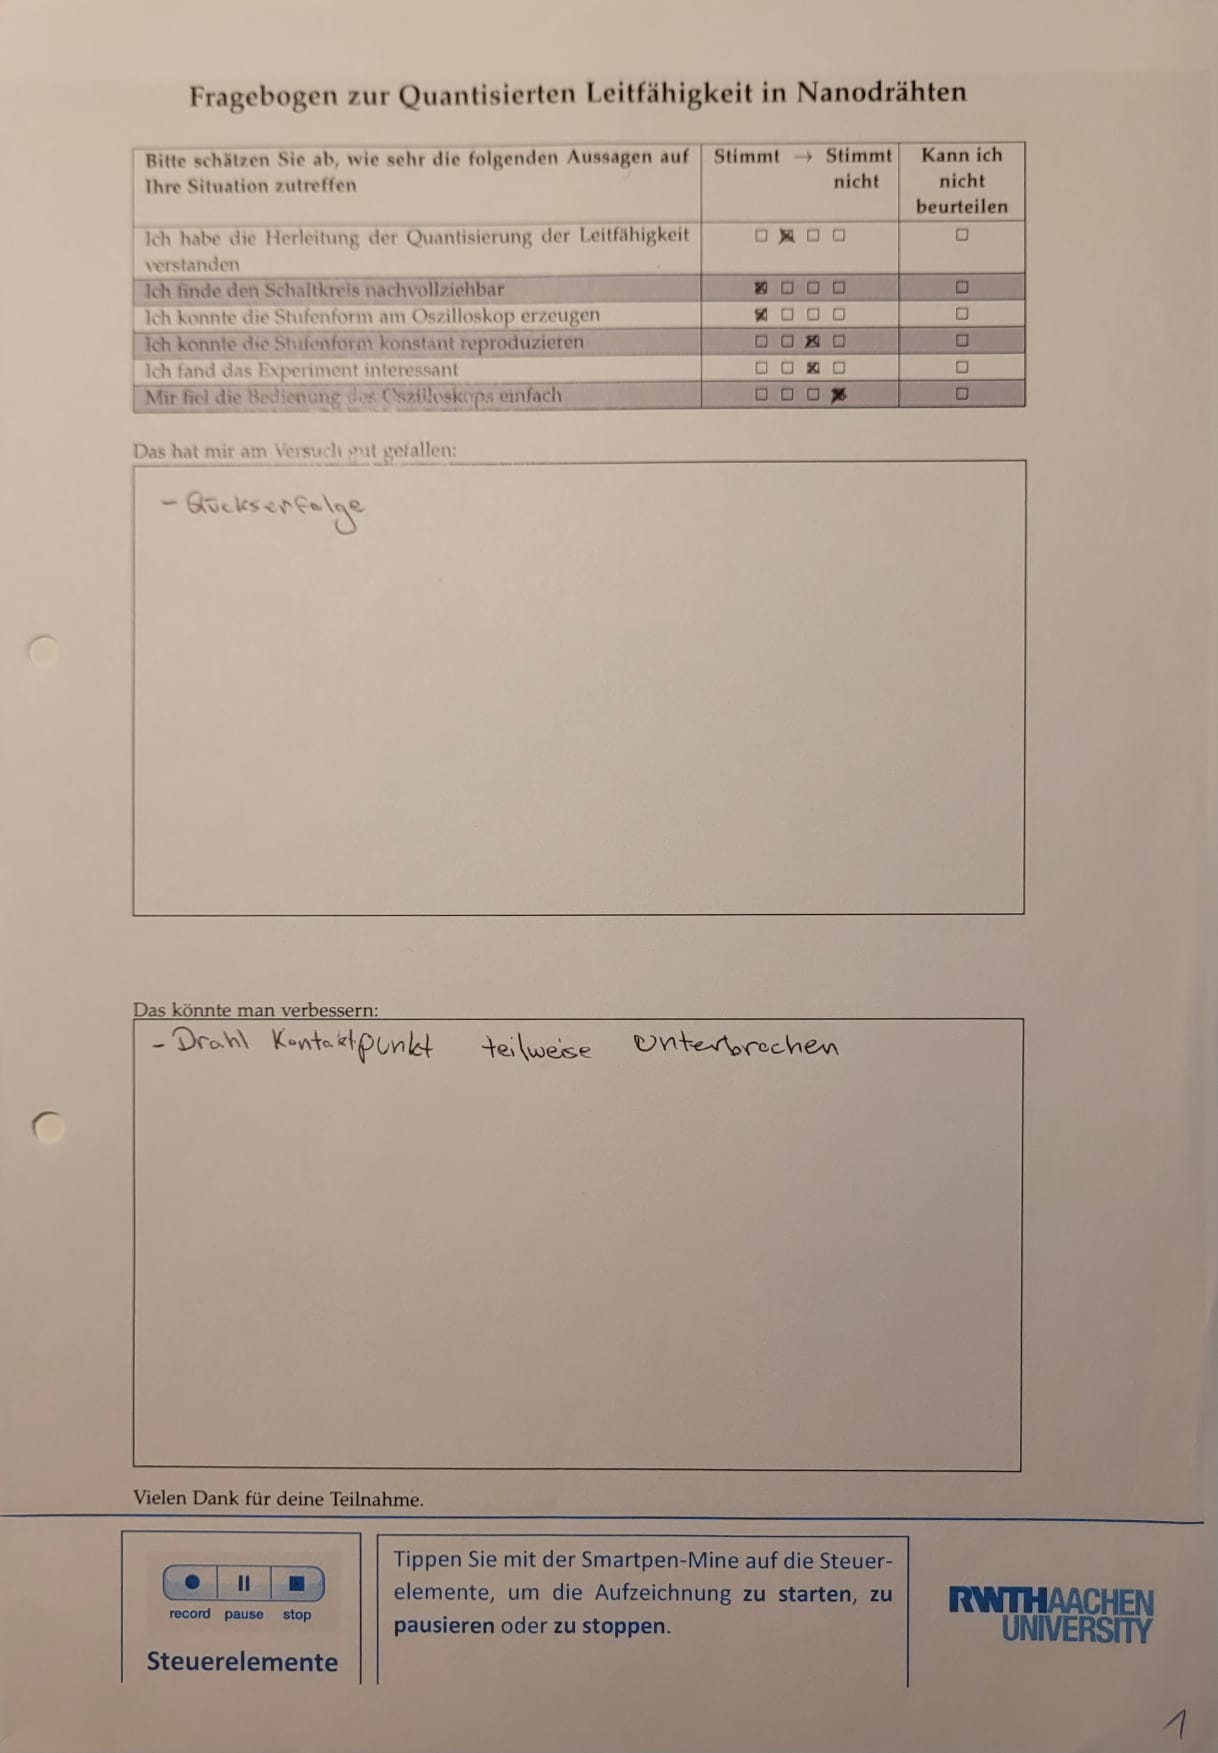 Fragebogen zur Quantisierten Leitfähigkeit in Nanodrähten
Bitte schätzen Sie ab, wie sehr die folgenden Aussagen auf
Ihre Situation zutreffen
Stimmt → Stimmt
nicht
Kann ich
nicht
beurteilen
Ich habe die Herleitung der Quantisierung der Leitfähigkeit
verstanden
☐ ☒ ☐ ☐ ☐
Ich finde den Schaltkreis nachvollziehbar ☒ ☐ ☐ ☐ ☐
Ich konnte die Stufenform am Oszilloskop erzeugen ☒ ☐ ☐ ☐ ☐
Ich konnte die Stufenform konstant reproduzieren ☐ ☐ ☒ ☐ ☐
Ich fand das Experiment interessant ☐ ☐ ☒ ☐ ☐
Mir fiel die Bedienung des Oszilloskops einfach ☐ ☐ ☐ ☒ ☐
Das hat mir am Versuch gut gefallen:
- Glückserfolge
Das könnte man verbessern:
- Draht Kontaktpunkt teilweise unterbrochen
Vielen Dank für deine Teilnahme.
record pause stop
Steuerelemente
Tippen Sie mit der Smartpen-Mine auf die Steuer-
elemente, um die Aufzeichnung zu starten, zu
pausieren oder zu stoppen.
RWTHAACHEN
UNIVERSITY
1